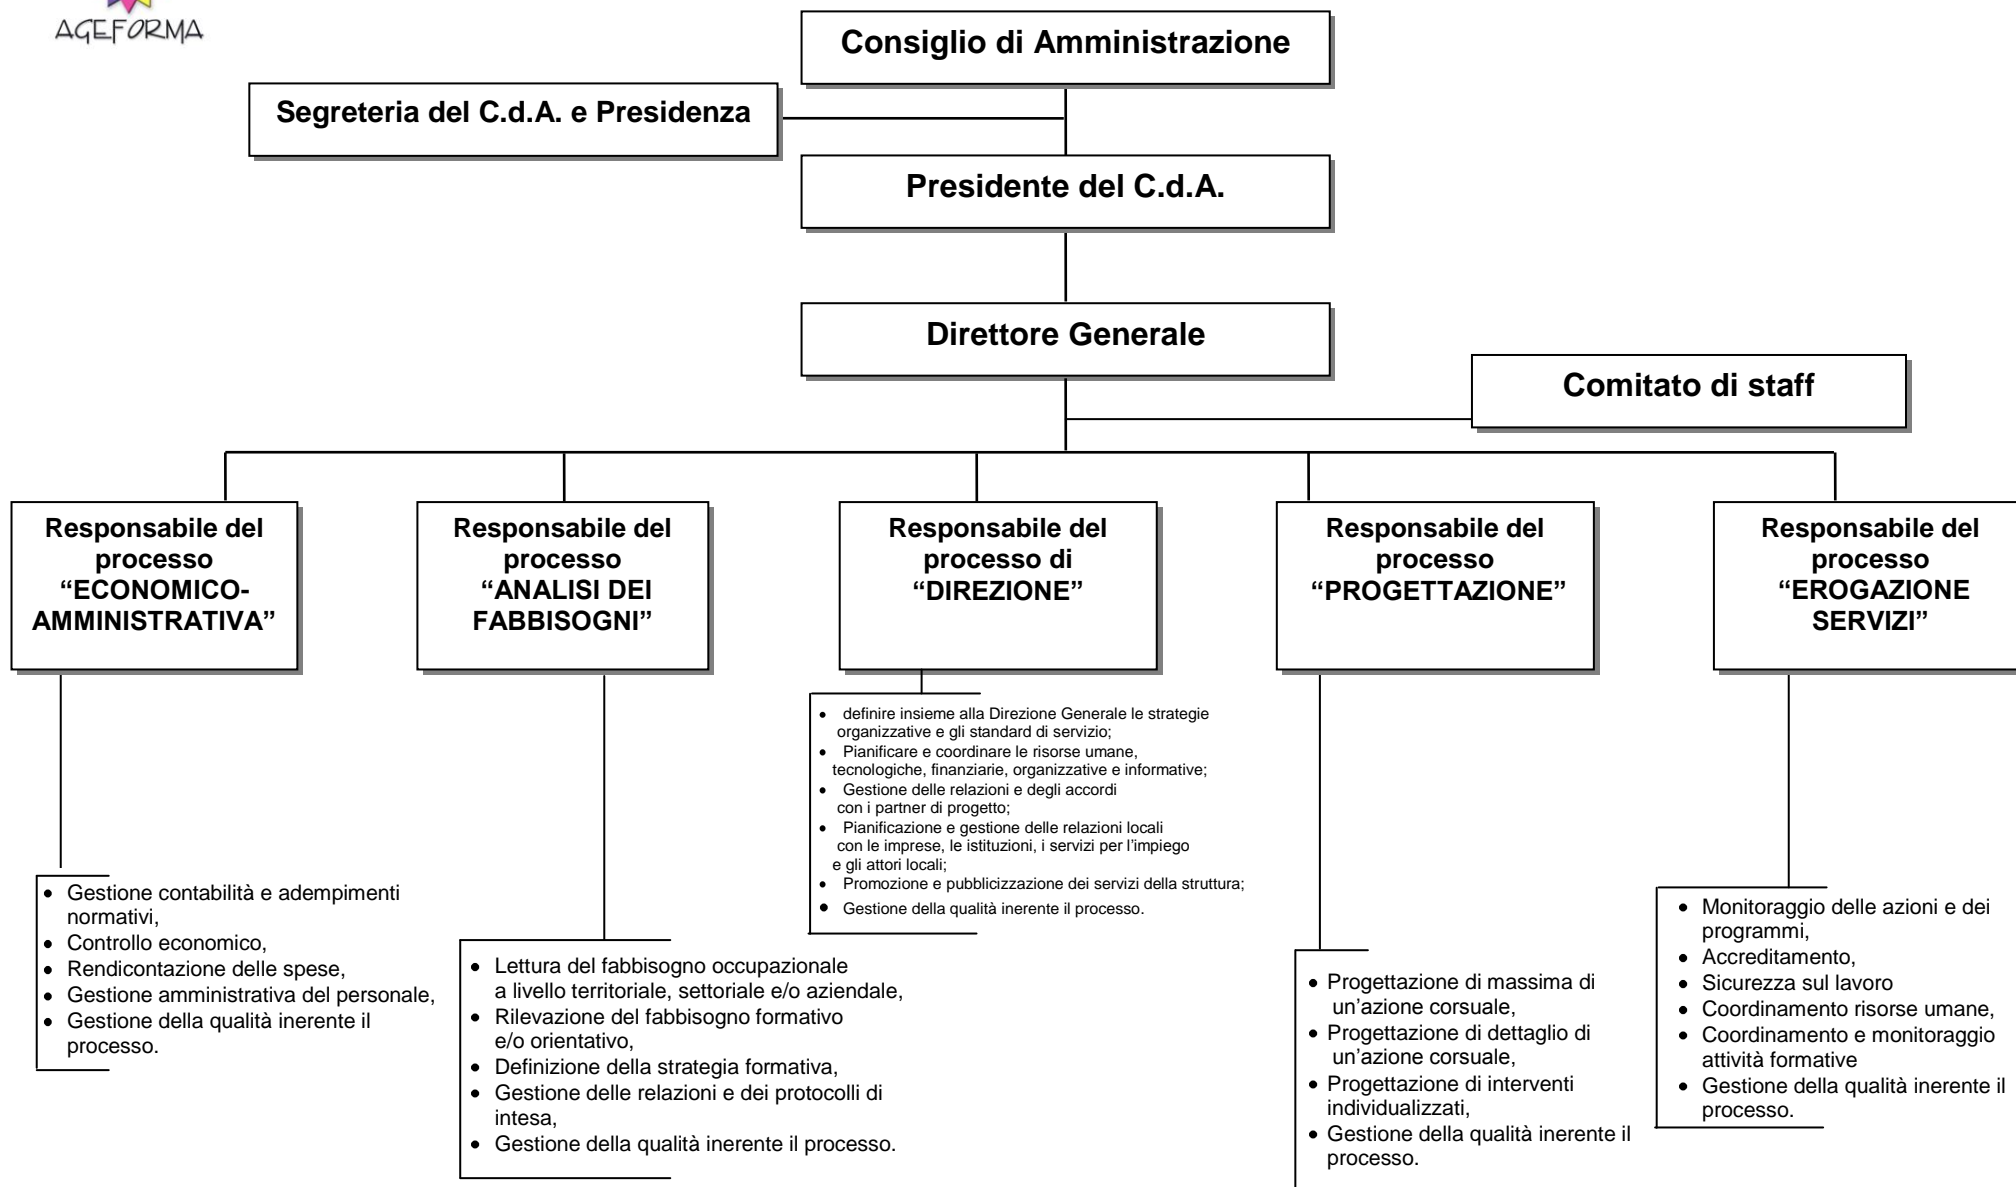 AGEFORMA
Consiglio di Amministrazione
Segreteria del C.d.A. e Presidenza
Presidente del C.d.A.
Direttore Generale
Comitato di staff
Responsabile del
processo
“ECONOMICO-
AMMINISTRATIVA”
Responsabile del
processo
“ANALISI DEI
FABBISOGNI”
Responsabile del
processo di
“DIREZIONE”
Responsabile del
processo
“PROGETTAZIONE”
Responsabile del
processo
“EROGAZIONE
SERVIZI”
• Gestione contabilità e adempimenti
normativi,
• Controllo economico,
• Rendicontazione delle spese,
• Gestione amministrativa del personale,
• Gestione della qualità inerente il
processo.
• Lettura del fabbisogno occupazionale
a livello territoriale, settoriale e/o aziendale,
• Rilevazione del fabbisogno formativo
e/o orientativo,
• Definizione della strategia formativa,
• Gestione delle relazioni e dei protocolli di
intesa,
• Gestione della qualità inerente il processo.
• definire insieme alla Direzione Generale le strategie
organizzative e gli standard di servizio;
• Pianificare e coordinare le risorse umane,
tecnologiche, finanziarie, organizzative e informative;
• Gestione delle relazioni e degli accordi
con i partner di progetto;
• Pianificazione e gestione delle relazioni locali
con le imprese, le istituzioni, i servizi per l’impiego
e gli attori locali;
• Promozione e pubblicizzazione dei servizi della struttura;
• Gestione della qualità inerente il processo.
• Progettazione di massima di
un’azione corsuale,
• Progettazione di dettaglio di
un’azione corsuale,
• Progettazione di interventi
individualizzati,
• Gestione della qualità inerente il
processo.
• Monitoraggio delle azioni e dei
programmi,
• Accreditamento,
• Sicurezza sul lavoro
• Coordinamento risorse umane,
• Coordinamento e monitoraggio
attività formative
• Gestione della qualità inerente il
processo.